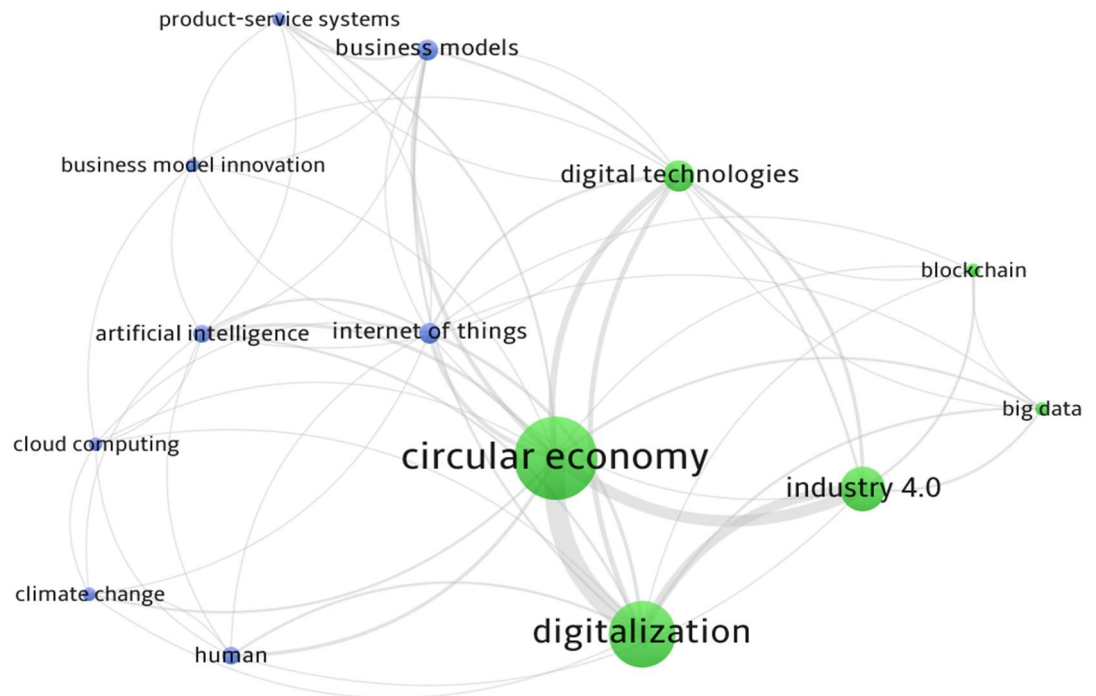 product-service systems
business models
business model innovation
digital technologies
blockchain
artificial intelligence
internet of things
big data
cloud computing
circular economy
industry 4.0
climate change
digitalization
human